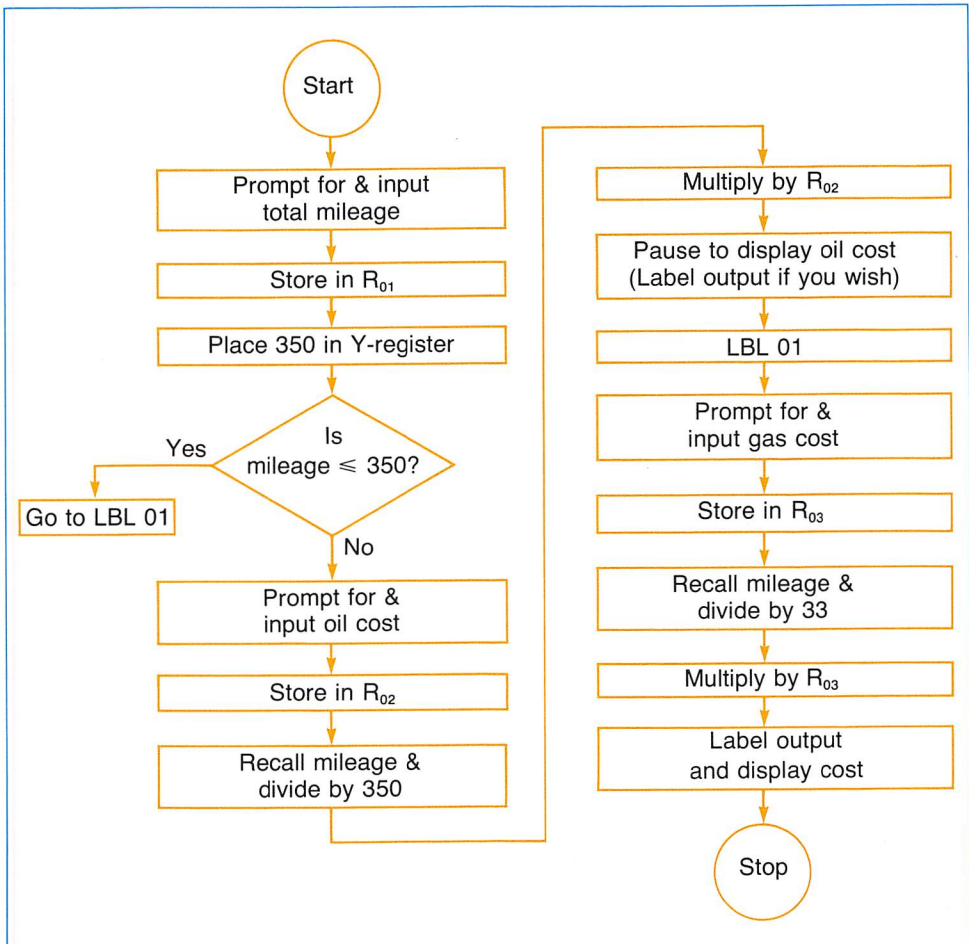 Start
Prompt for & input
total mileage
Store in R₀₁
Place 350 in Y-register
Is
mileage ⩽ 350?
Yes
Go to LBL 01
No
Prompt for &
input oil cost
Store in R₀₂
Recall mileage &
divide by 350
Multiply by R₀₂
Pause to display oil cost
(Label output if you wish)
LBL 01
Prompt for &
input gas cost
Store in R₀₃
Recall mileage &
divide by 33
Multiply by R₀₃
Label output
and display cost
Stop